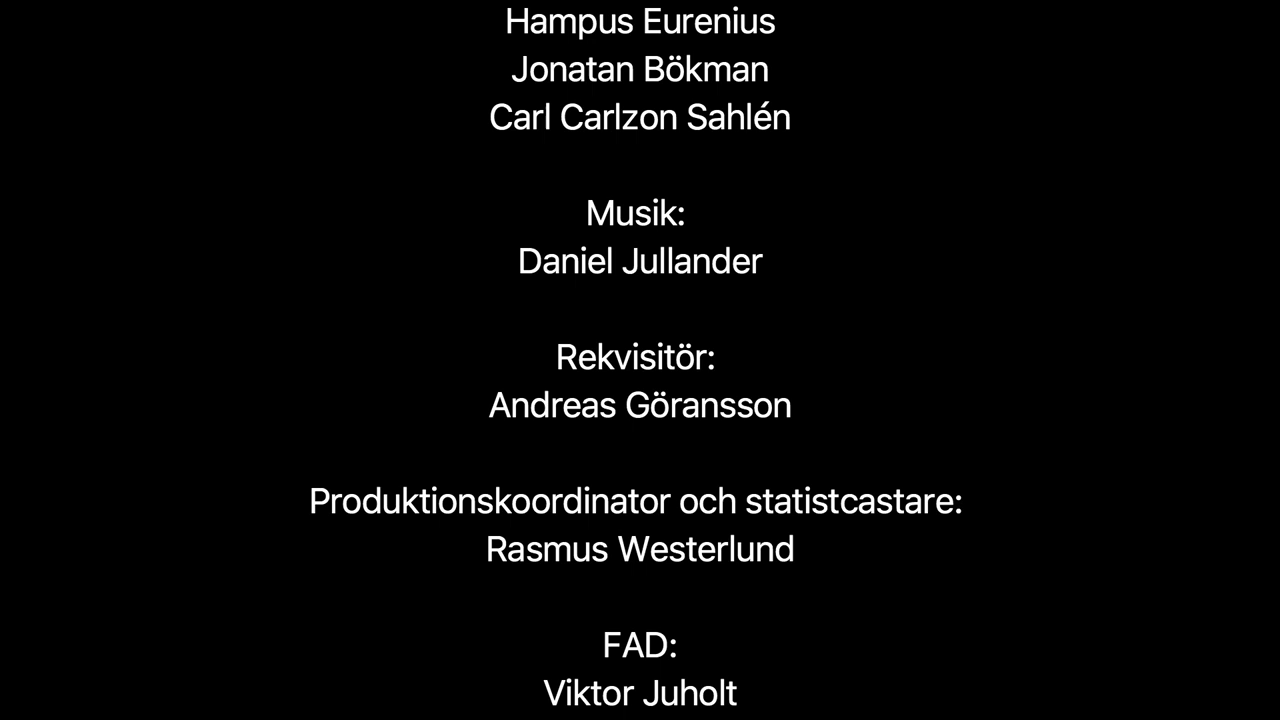 Hampus Eurenius
Jonatan Bökman
Carl Carlzon Sahlén
Musik:
Daniel Jullander
Rekvisitör:
Andreas Göransson
Produktionskoordinator och statistcastare:
Rasmus Westerlund
FAD:
Viktor Juholt